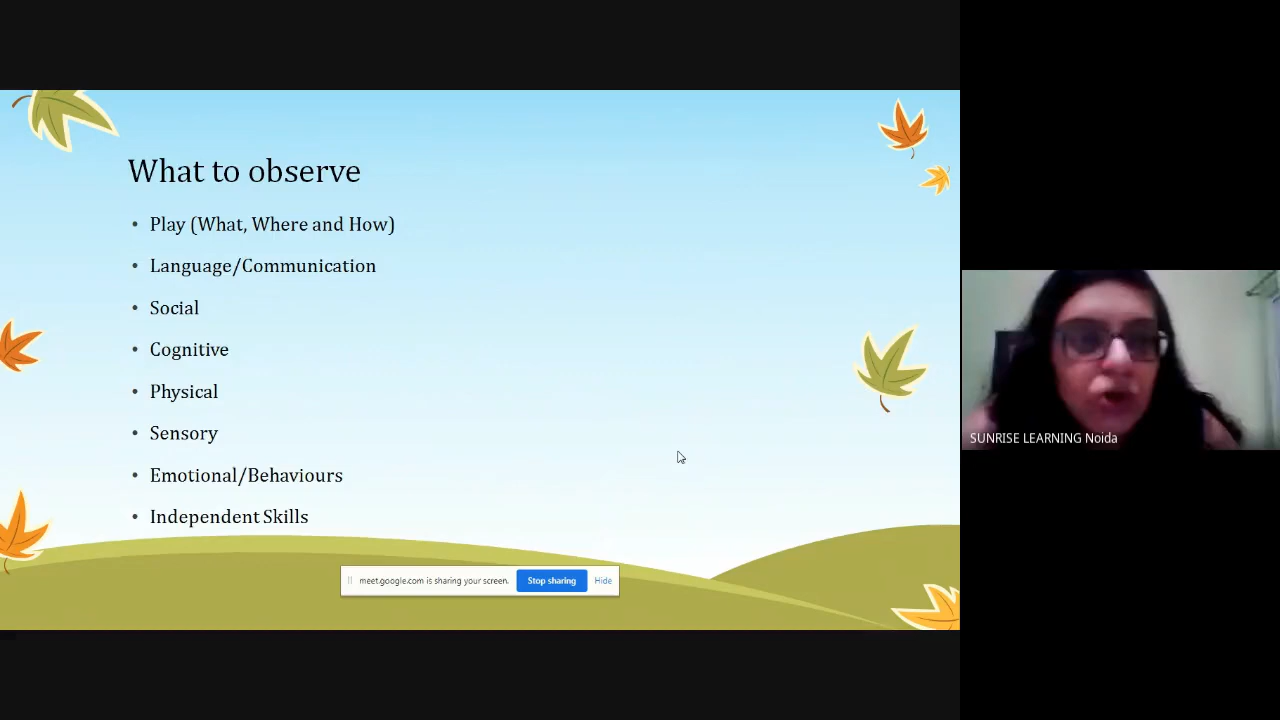 What to observe
• Play (What, Where and How)
• Language/Communication
• Social
• Cognitive
• Physical
• Sensory
• Emotional/Behaviours
• Independent Skills
meet.google.com is sharing your screen. Stop sharing Hide
SUNRISE LEARNING Noida